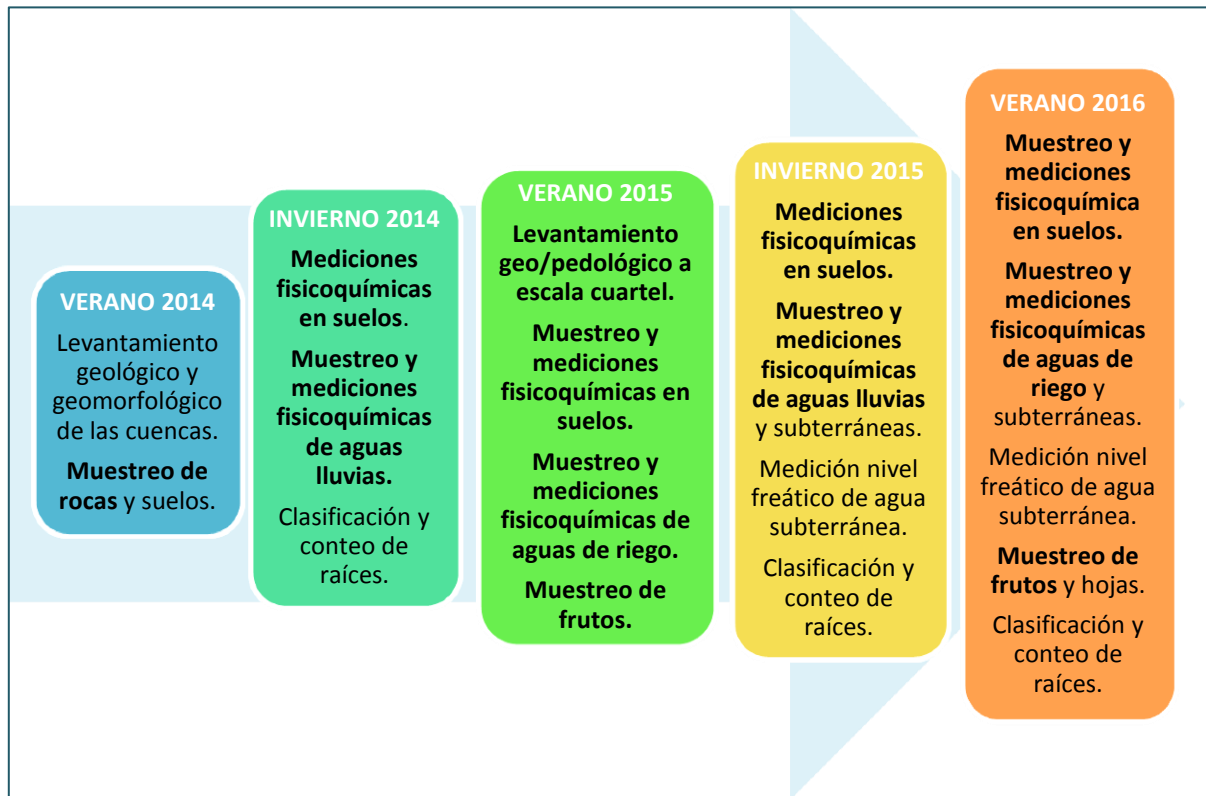 VERANO 2014
Levantamiento
geológico y
geomorfológico
de las cuencas.
Muestreo de
rocas y suelos.
INVIERNO 2014
Mediciones
fisicoquímicas
en suelos.
Muestreo y
mediciones
fisicoquímicas
de aguas
lluvias.
Clasificación y
conteo de
raíces.
VERANO 2015
Levantamiento
geo/pedológico a
escala cuartel.
Muestreo y
mediciones
fisicoquímicas en
suelos.
Muestreo y
mediciones
fisicoquímicas de
aguas de riego.
Muestreo de
frutos.
INVIERNO 2015
Mediciones
fisicoquímicas
en suelos.
Muestreo y
mediciones
fisicoquímicas
de aguas lluvias
y subterráneas.
Medición nivel
freático de agua
subterránea.
Clasificación y
conteo de
raíces.
VERANO 2016
Muestreo y
mediciones
fisicoquímica
en suelos.
Muestreo y
mediciones
fisicoquímicas
de aguas de
riego y
subterráneas.
Medición nivel
freático de agua
subterránea.
Muestreo de
frutos y hojas.
Clasificación y
conteo de
raíces.